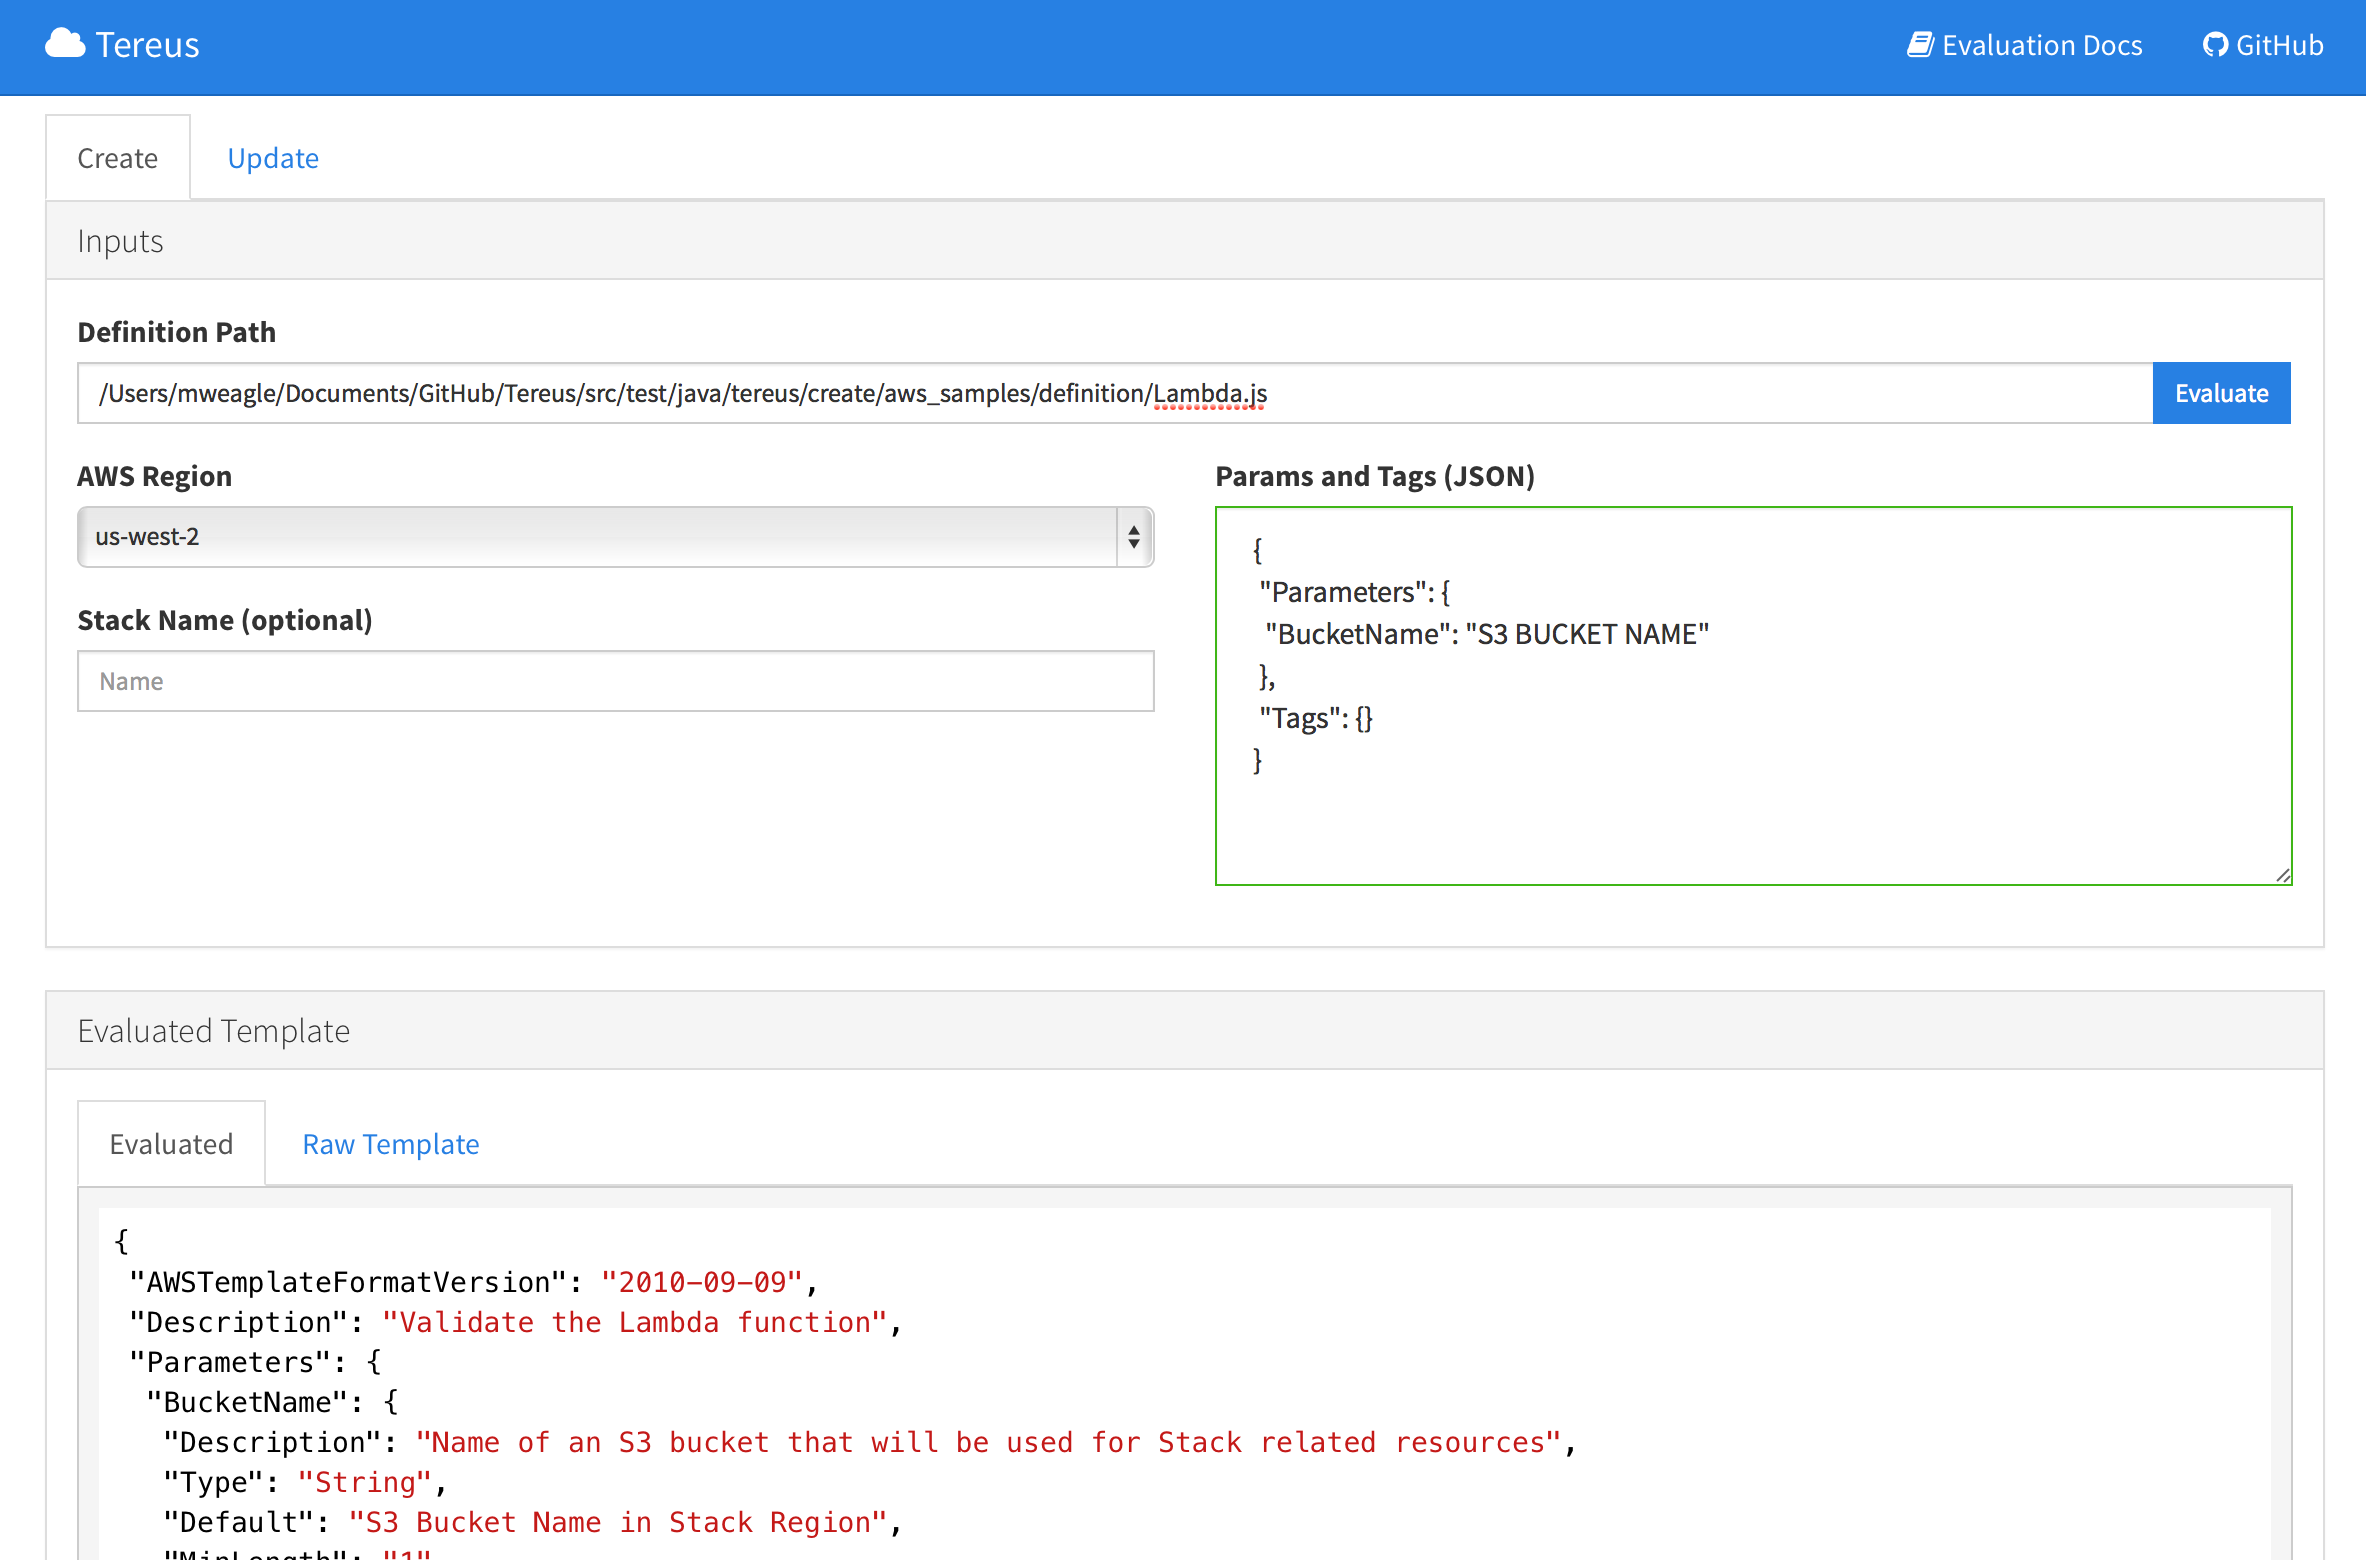 Tereus
Evaluation Docs
GitHub
Create
Update
Inputs
Definition Path
/Users/mweagle/Documents/GitHub/Tereus/src/test/java/tereus/create/aws_samples/definition/Lambda.js
Evaluate
AWS Region
us-west-2
Stack Name (optional)
Name
Params and Tags (JSON)
{
"Parameters": {
"BucketName": "S3 BUCKET NAME"
},
"Tags": {}
}
Evaluated Template
Evaluated
Raw Template
{
"AWSTemplateFormatVersion": "2010-09-09",
"Description": "Validate the Lambda function",
"Parameters": {
"BucketName": {
"Description": "Name of an S3 bucket that will be used for Stack related resources",
"Type": "String",
"Default": "S3 Bucket Name in Stack Region",
"MinLength": "1"